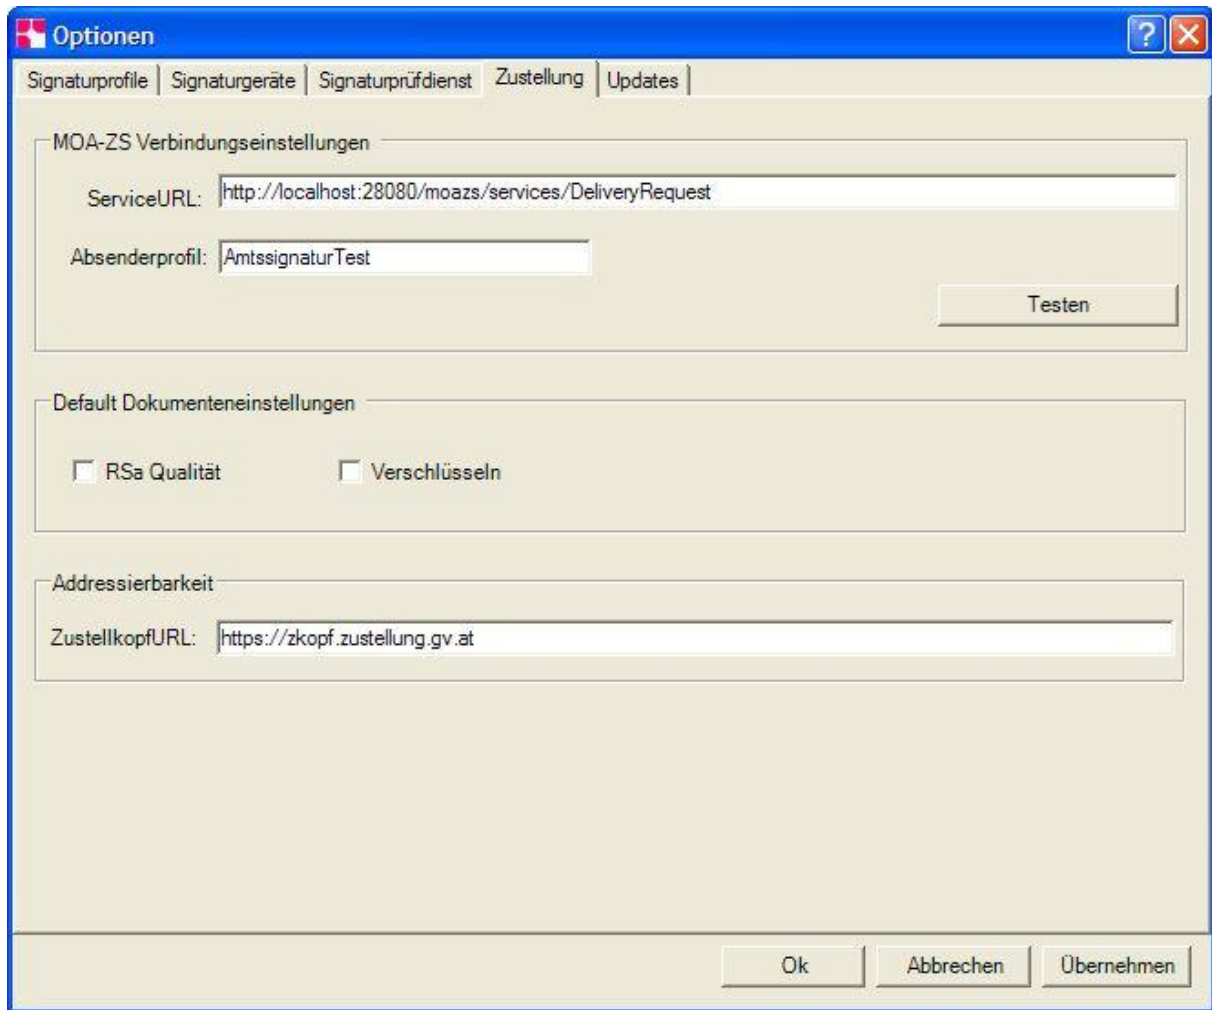 Optionen
Signaturprofile Signaturgeräte Signaturprüfdienst Zustellung Updates
MOA-ZS Verbindungseinstellungen
ServiceURL: http://localhost:28080/moazs/services/DeliveryRequest
Absenderprofil: AmtssignaturTest
Testen
Default Dokumenteneinstellungen
RSa Qualität Verschlüsseln
Addressierbarkeit
ZustellkopfURL: https://zkopf.zustellung.gv.at
Ok Abbrechen Übernehmen